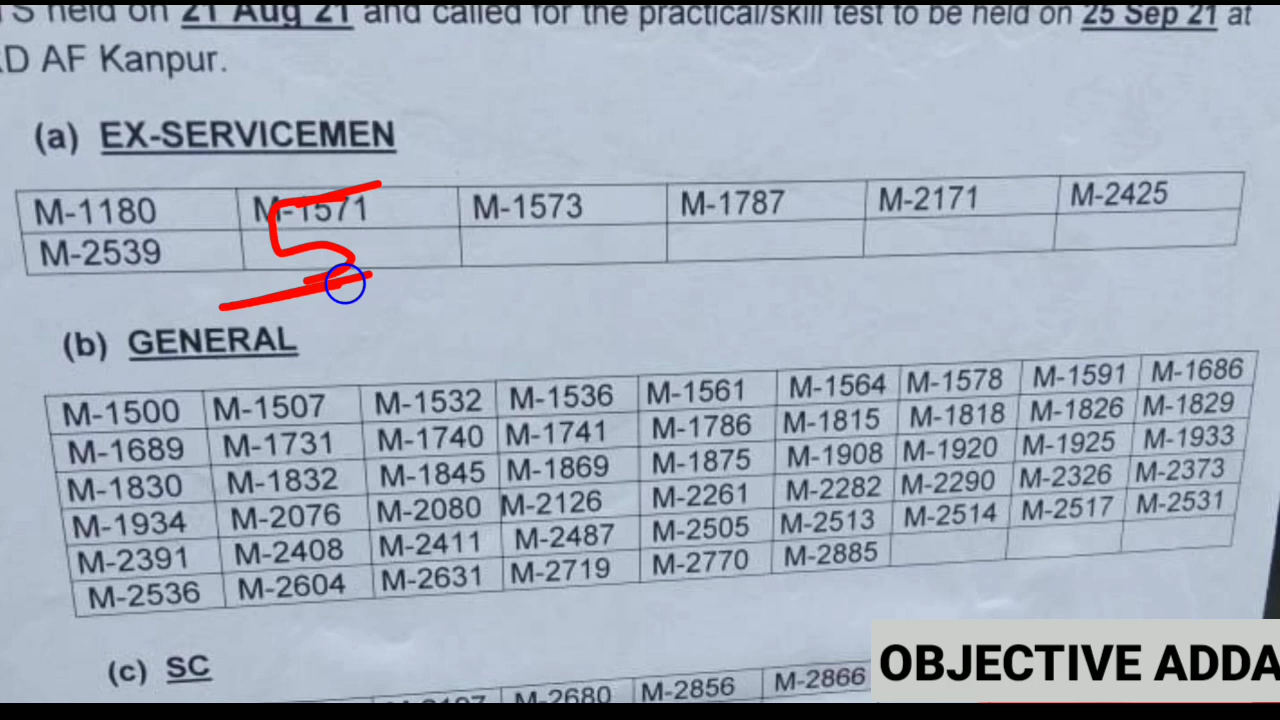 held on 21 Aug 21 and called for the practical/skill test to be held on 25 Sep 21 at
D AF Kanpur.
(a) EX-SERVICEMEN
M-1180 M-1571 M-1573 M-1787 M-2171 M-2425
M-2539
(b) GENERAL
M-1500 M-1507 M-1532 M-1536 M-1561 M-1564 M-1578 M-1591 M-1686
M-1689 M-1731 M-1740 M-1741 M-1786 M-1815 M-1818 M-1826 M-1829
M-1830 M-1832 M-1845 M-1869 M-1875 M-1908 M-1920 M-1925 M-1933
M-1934 M-2076 M-2080 M-2126 M-2261 M-2282 M-2290 M-2326 M-2373
M-2391 M-2408 M-2411 M-2487 M-2505 M-2513 M-2514 M-2517 M-2531
M-2536 M-2604 M-2631 M-2719 M-2770 M-2885
5
(c) SC
M-2680 M-2856 M-2866
OBJECTIVE ADDA